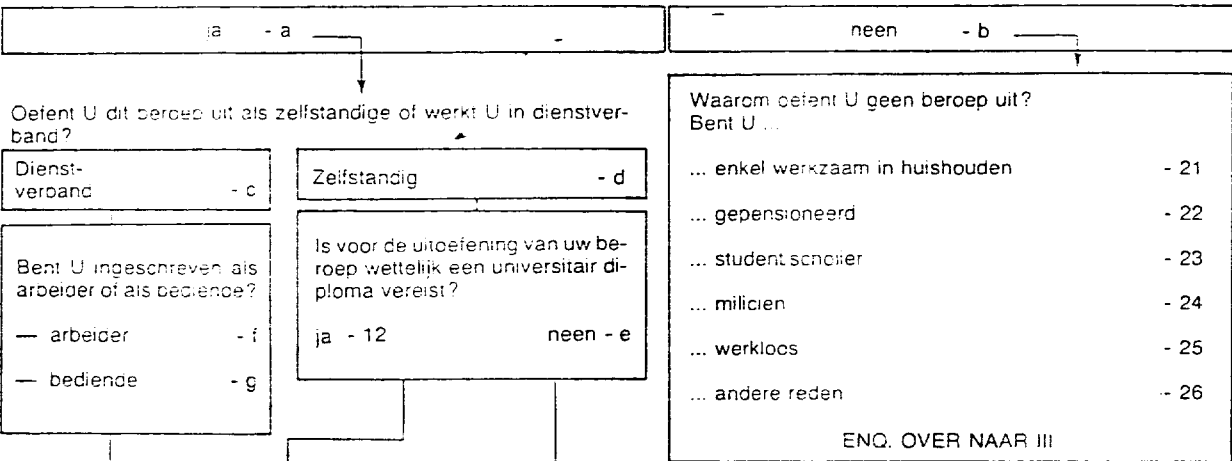 ja - a
neen - b
Oefent U dit beroep uit als zelfstandige of werkt U in dienstver-
band?
Dienst-
verband - c
Zelfstandig - d
Bent U ingeschreven als
arbeider of als bediende?
— arbeider - f
— bediende - g
Is voor de uitoefening van uw be-
roep wettelijk een universitair di-
ploma vereist?
ja - 12 neen - e
Waarom oefent U geen beroep uit?
Bent U ...
... enkel werkzaam in huishouden - 21
... gepensioneerd - 22
... student scholier - 23
... milicien - 24
... werkloos - 25
... andere reden - 26
ENQ. OVER NAAR III